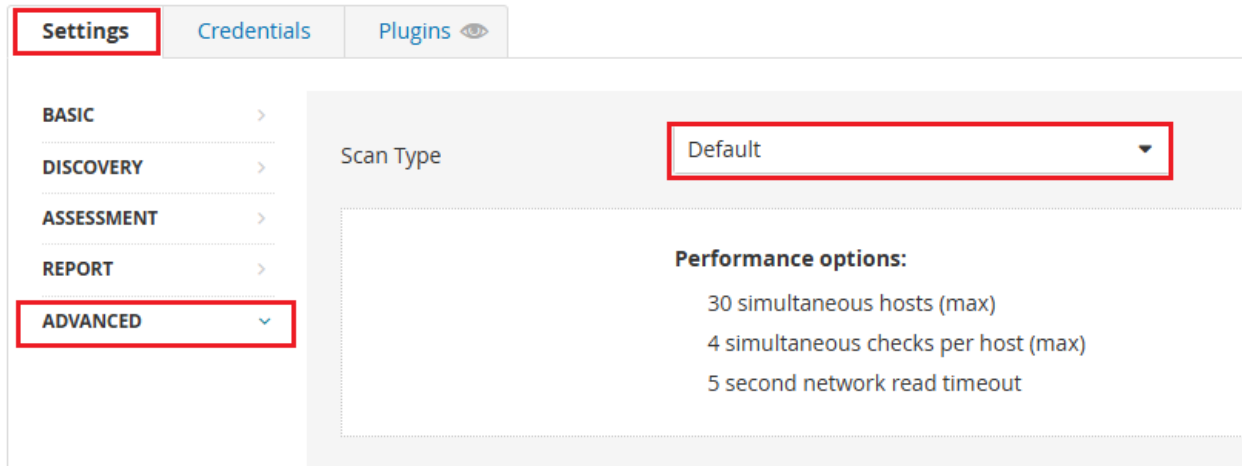 Settings
Credentials
Plugins
BASIC
DISCOVERY
ASSESSMENT
REPORT
ADVANCED
Scan Type
Default
Performance options:
30 simultaneous hosts (max)
4 simultaneous checks per host (max)
5 second network read timeout